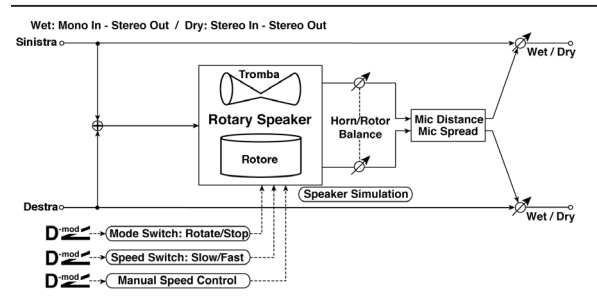 Wet: Mono In - Stereo Out / Dry: Stereo In - Stereo Out
Sinistra
Wet / Dry
Tromba
Rotary Speaker
Rotore
Horn/Rotor
Balance
Mic Distance
Mic Spread
Speaker Simulation
Destra
Wet / Dry
D-mod
Mode Switch: Rotate/Stop
D-mod
Speed Switch: Slow/Fast
D-mod
Manual Speed Control